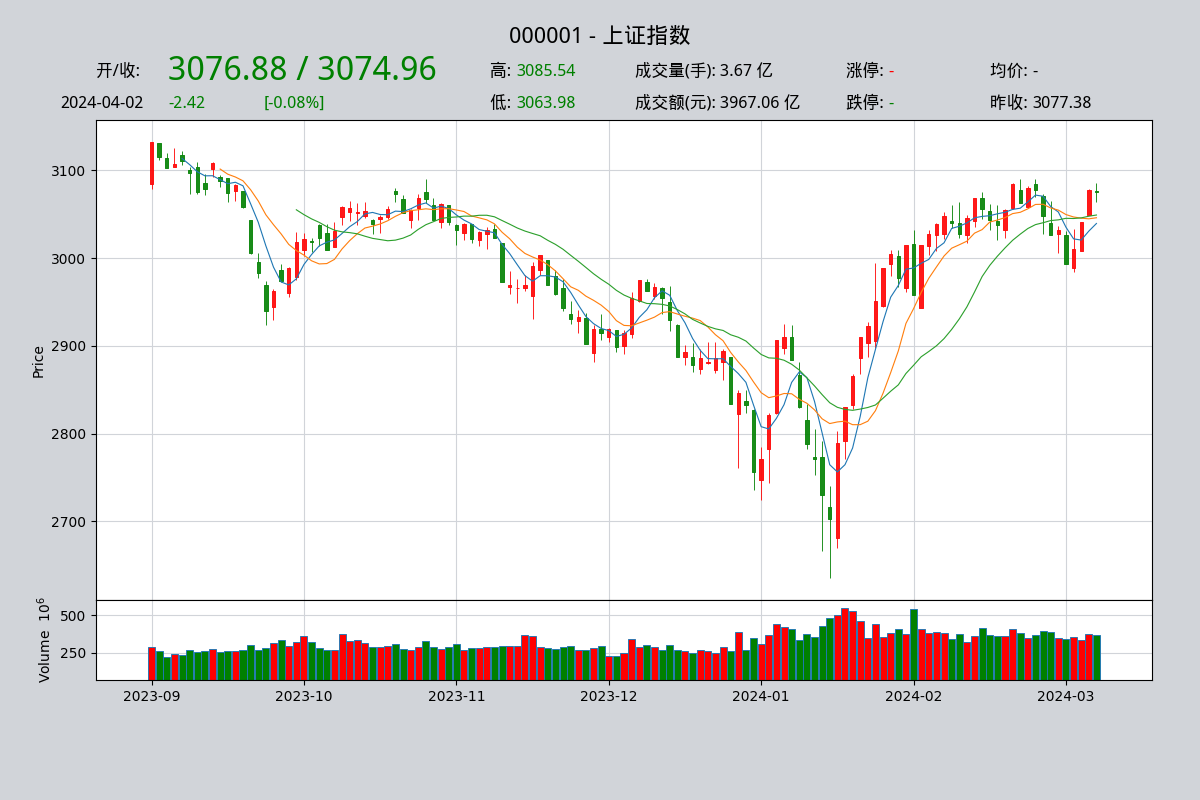 000001 - 上证指数
开/收: 3076.88 / 3074.96 高: 3085.54 成交量(手): 3.67 亿 涨停: - 均价: -
2024-04-02 -2.42 [-0.08%] 低: 3063.98 成交额(元): 3967.06 亿 跌停: - 昨收: 3077.38
3100
3000
2900
2800
2700
Price
500
250
Volume 10^6
2023-09 2023-10 2023-11 2023-12 2024-01 2024-02 2024-03